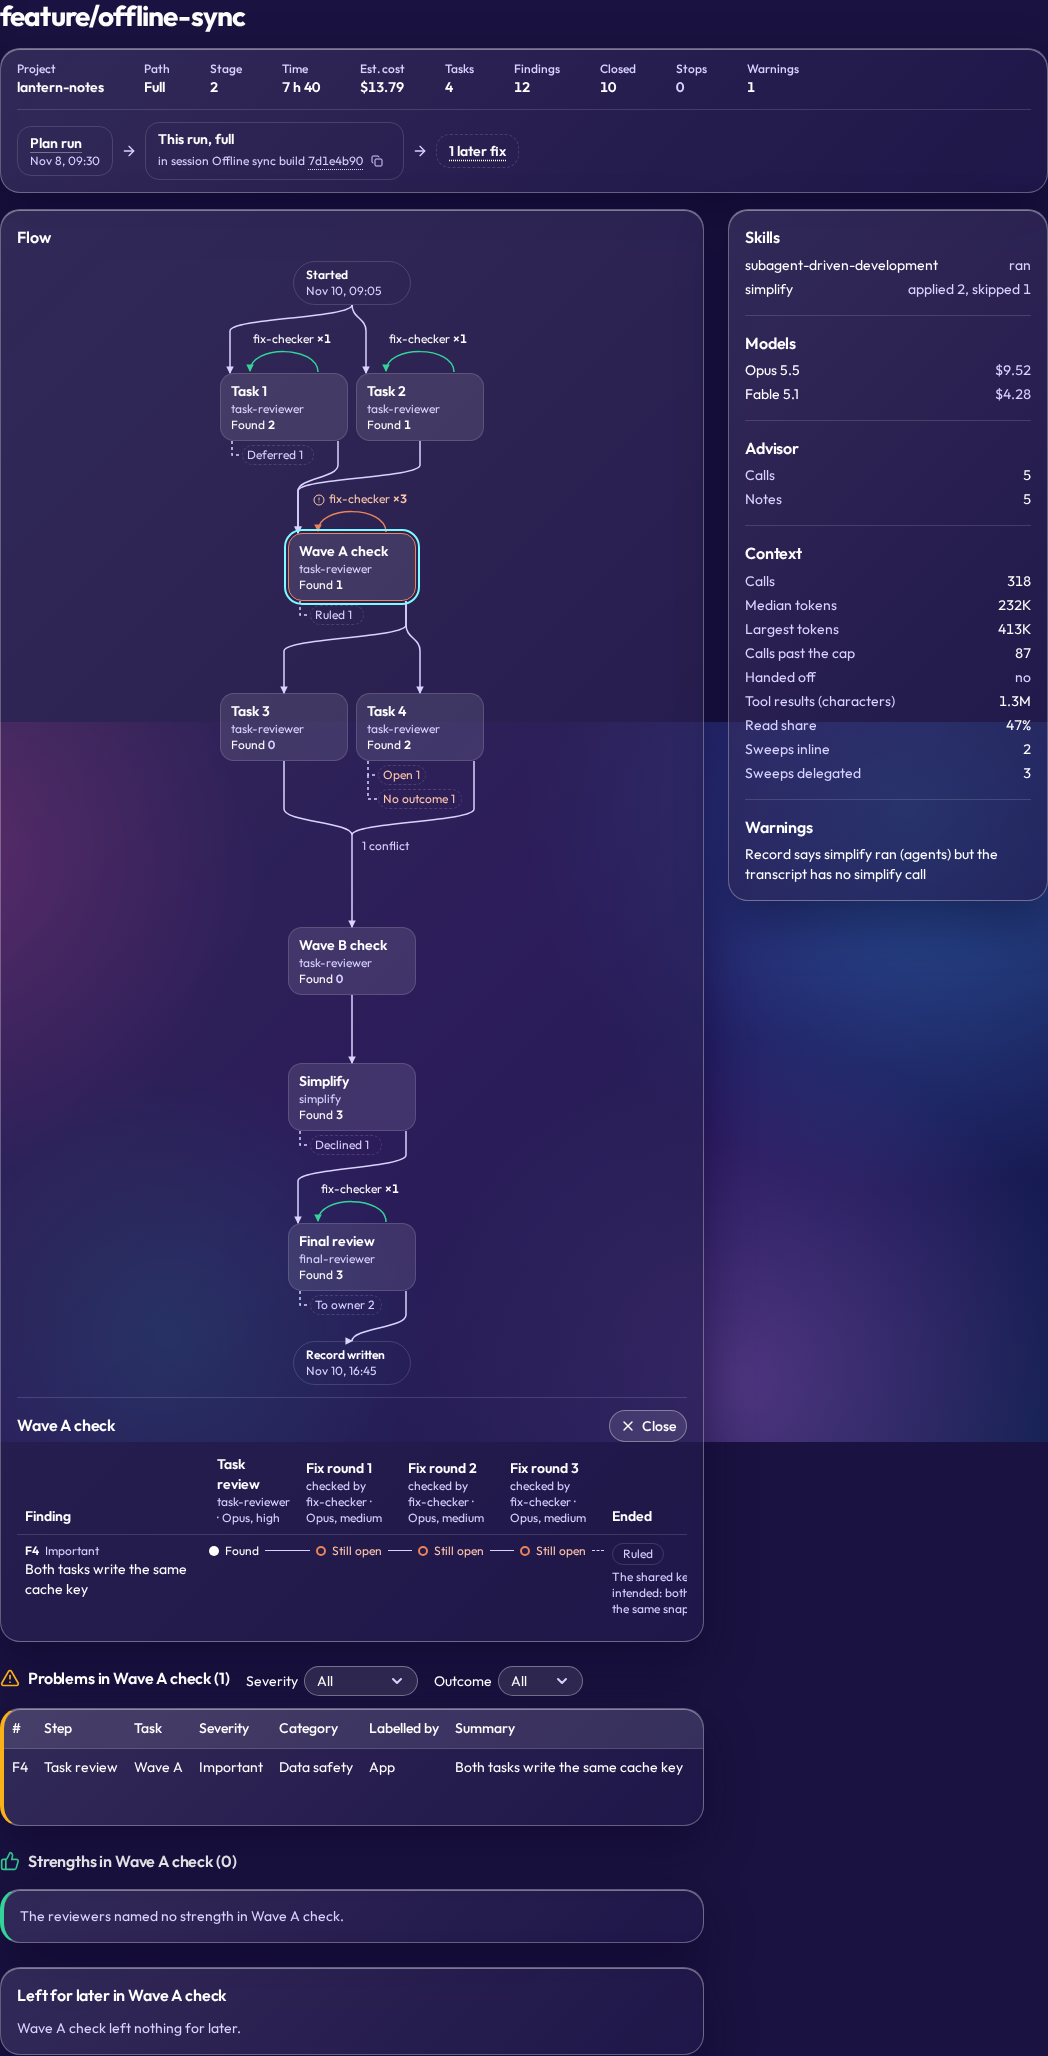 feature/offline-sync
Project
lantern-notes
Path
Full
Stage
2
Time
7 h 40
Est. cost
$13.79
Tasks
4
Findings
12
Closed
10
Stops
0
Warnings
1
Plan run
Nov 8, 09:30
This run, full
in session Offline sync build 7d1e4b90
1 later fix
Flow
Started
Nov 10, 09:05
fix-checker ×1
fix-checker ×1
Task 1
task-reviewer
Found 2
Task 2
task-reviewer
Found 1
Deferred 1
fix-checker ×3
Wave A check
task-reviewer
Found 1
Ruled 1
Task 3
task-reviewer
Found 0
Task 4
task-reviewer
Found 2
Open 1
No outcome 1
1 conflict
Wave B check
task-reviewer
Found 0
Simplify
simplify
Found 3
Declined 1
fix-checker ×1
Final review
final-reviewer
Found 3
To owner 2
Record written
Nov 10, 16:45
Skills
subagent-driven-development ran
simplify applied 2, skipped 1
Models
Opus 5.5 $9.52
Fable 5.1 $4.28
Advisor
Calls 5
Notes 5
Context
Calls 318
Median tokens 232K
Largest tokens 413K
Calls past the cap 87
Handed off no
Tool results (characters) 1.3M
Read share 47%
Sweeps inline 2
Sweeps delegated 3
Warnings
Record says simplify ran (agents) but the
transcript has no simplify call
Wave A check
Close
Finding
Task
review
task-reviewer
· Opus, high
Fix round 1
checked by
fix-checker ·
Opus, medium
Fix round 2
checked by
fix-checker ·
Opus, medium
Fix round 3
checked by
fix-checker ·
Opus, medium
Ended
F4 Important
Both tasks write the same
cache key
Found
Still open
Still open
Still open
Ruled
The shared ke
intended: both
the same snap
Problems in Wave A check (1)
Severity All
Outcome All
# Step Task Severity Category Labelled by Summary
F4 Task review Wave A Important Data safety App Both tasks write the same cache key
Strengths in Wave A check (0)
The reviewers named no strength in Wave A check.
Left for later in Wave A check
Wave A check left nothing for later.